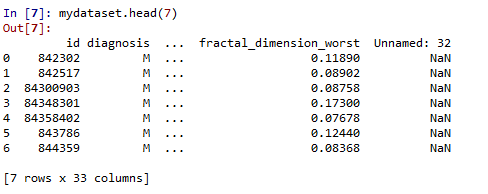 In [7]: mydataset.head(7)
Out[7]:
id diagnosis ... fractal_dimension_worst Unnamed: 32
0 842302 M ... 0.11890 NaN
1 842517 M ... 0.08902 NaN
2 84300903 M ... 0.08758 NaN
3 84348301 M ... 0.17300 NaN
4 84358402 M ... 0.07678 NaN
5 843786 M ... 0.12440 NaN
6 844359 M ... 0.08368 NaN
[7 rows x 33 columns]